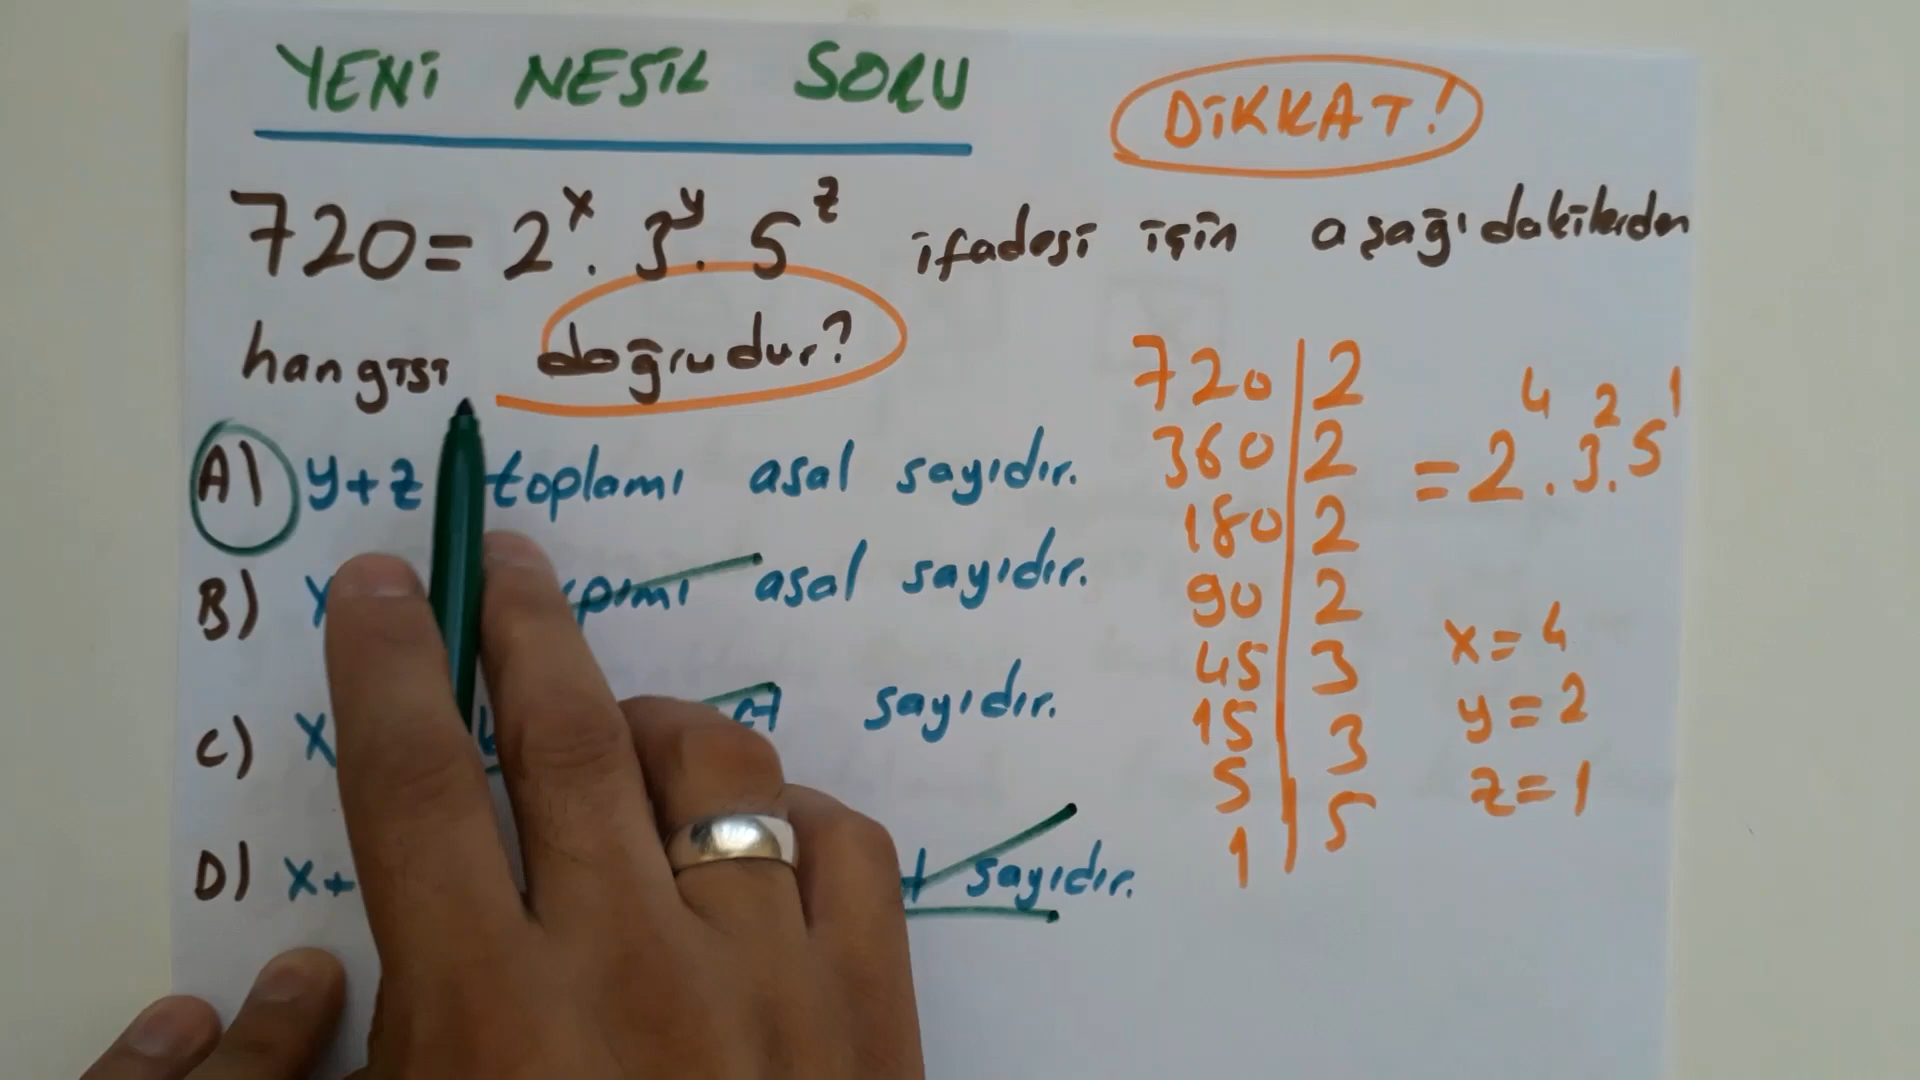 YENİ NESİL SORU
DİKKAT!
720 = 2^x . 3^y . 5^z ifadesi için aşağıdakilerden
hangisi doğrudur?
A) y+z toplamı asal sayıdır.
B) asal sayıdır.
C) x sayıdır.
D) x+ sayıdır.
720 | 2
360 | 2
180 | 2
90 | 2
45 | 3
15 | 3
5 | 5
1
= 2^4 . 3^2 . 5^1
x = 4
y = 2
z = 1